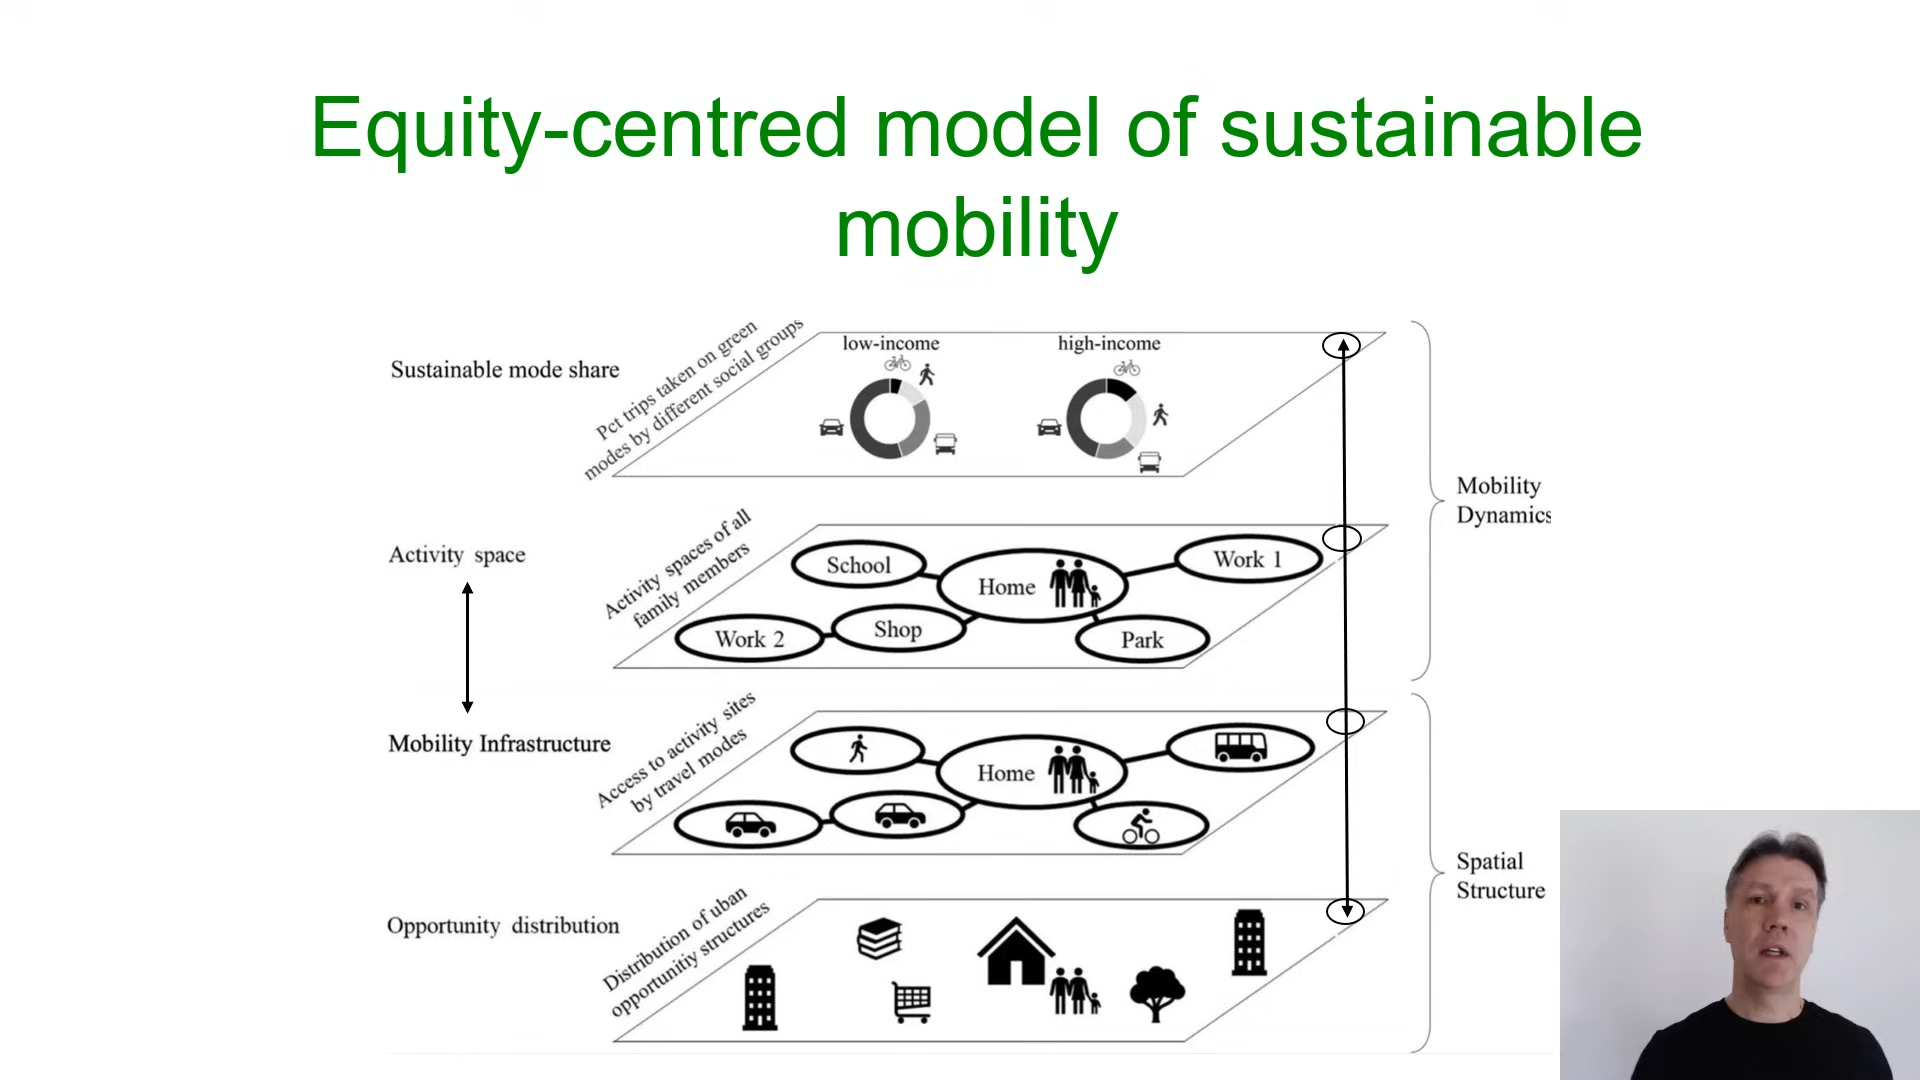 Equity-centred model of sustainable
mobility
Sustainable mode share
Pct trips taken on green
modes by different social groups
low-income
high-income
Mobility
Dynamics
Activity space
Activity spaces of all
family members
School
Home
Work 1
Work 2
Shop
Park
Mobility Infrastructure
Access to activity sites
by travel modes
Home
Spatial
Structure
Opportunity distribution
Distribution of uban
opportunitiy structures